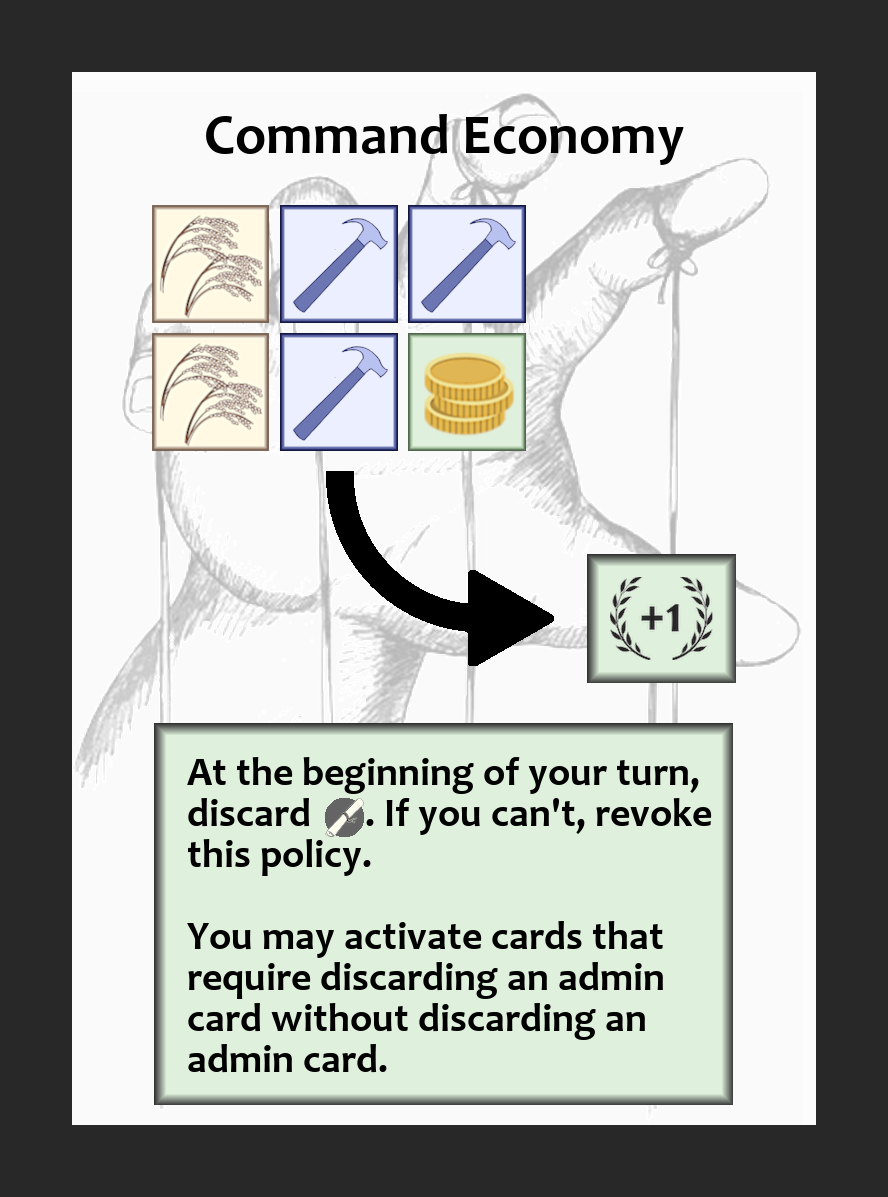 Command Economy
+1
At the beginning of your turn,
discard . If you can't, revoke
this policy.
You may activate cards that
require discarding an admin
card without discarding an
admin card.